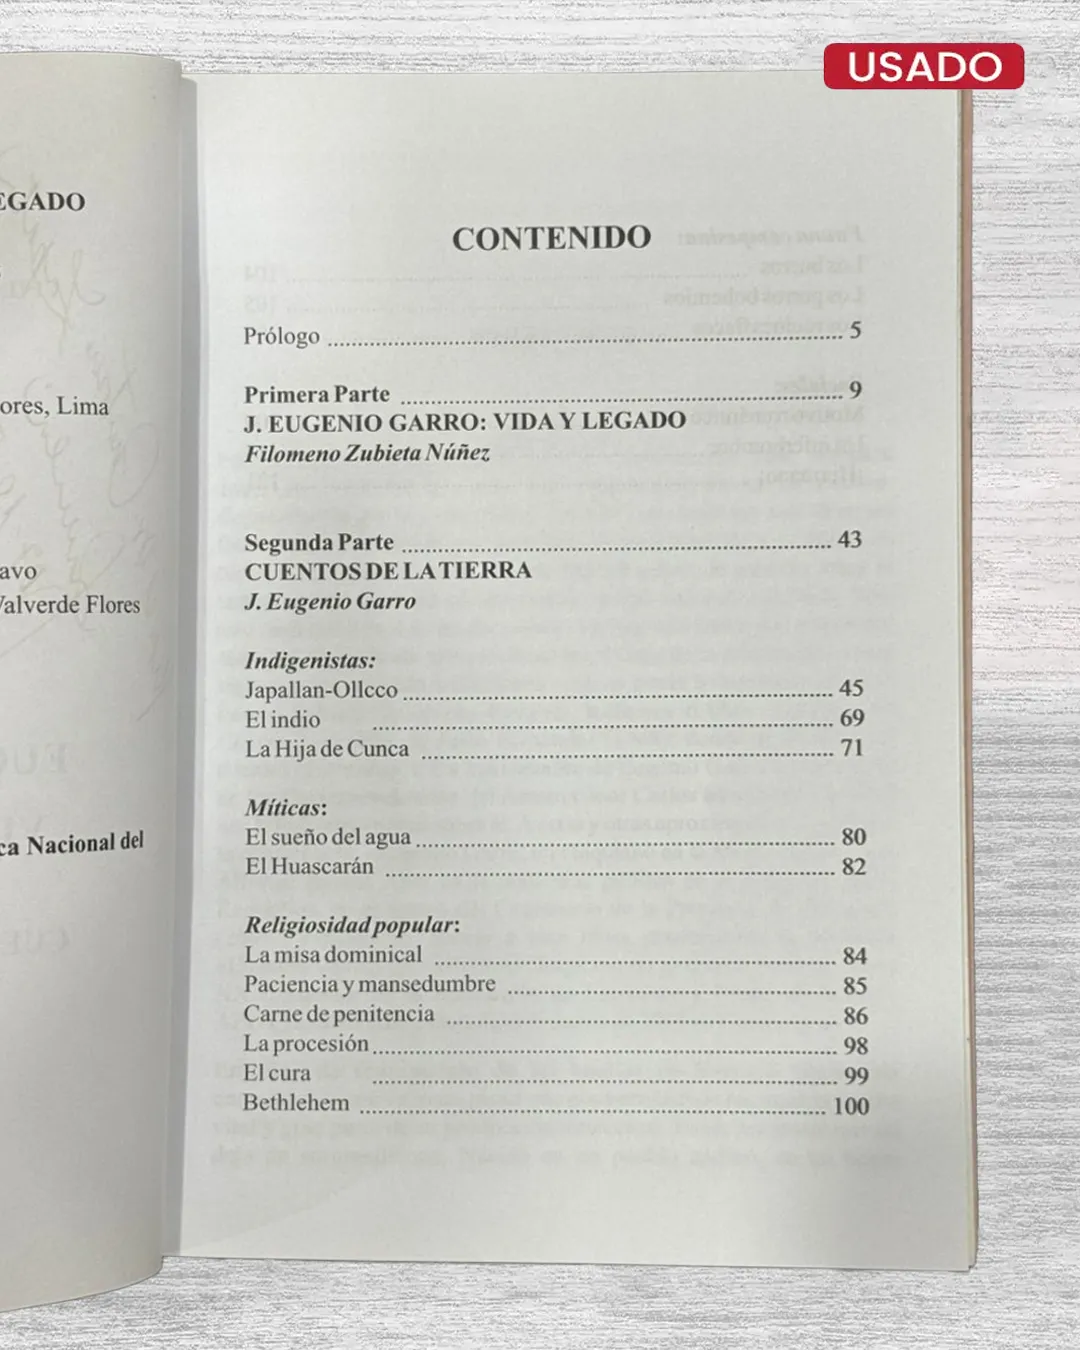 USADO
EGADO
ores, Lima
avo
Valverde Flores
ca Nacional del
CONTENIDO
Prólogo ........ 5
Primera Parte ........ 9
J. EUGENIO GARRO: VIDA Y LEGADO
Filomeno Zubieta Núñez
Segunda Parte ........ 43
CUENTOS DE LA TIERRA
J. Eugenio Garro
Indigenistas:
Japallan-Ollcco ........ 45
El indio ........ 69
La Hija de Cunca ........ 71
Míticas:
El sueño del agua ........ 80
El Huascarán ........ 82
Religiosidad popular:
La misa dominical ........ 84
Paciencia y mansedumbre ........ 85
Carne de penitencia ........ 86
La procesión ........ 98
El cura ........ 99
Bethlehem ........ 100